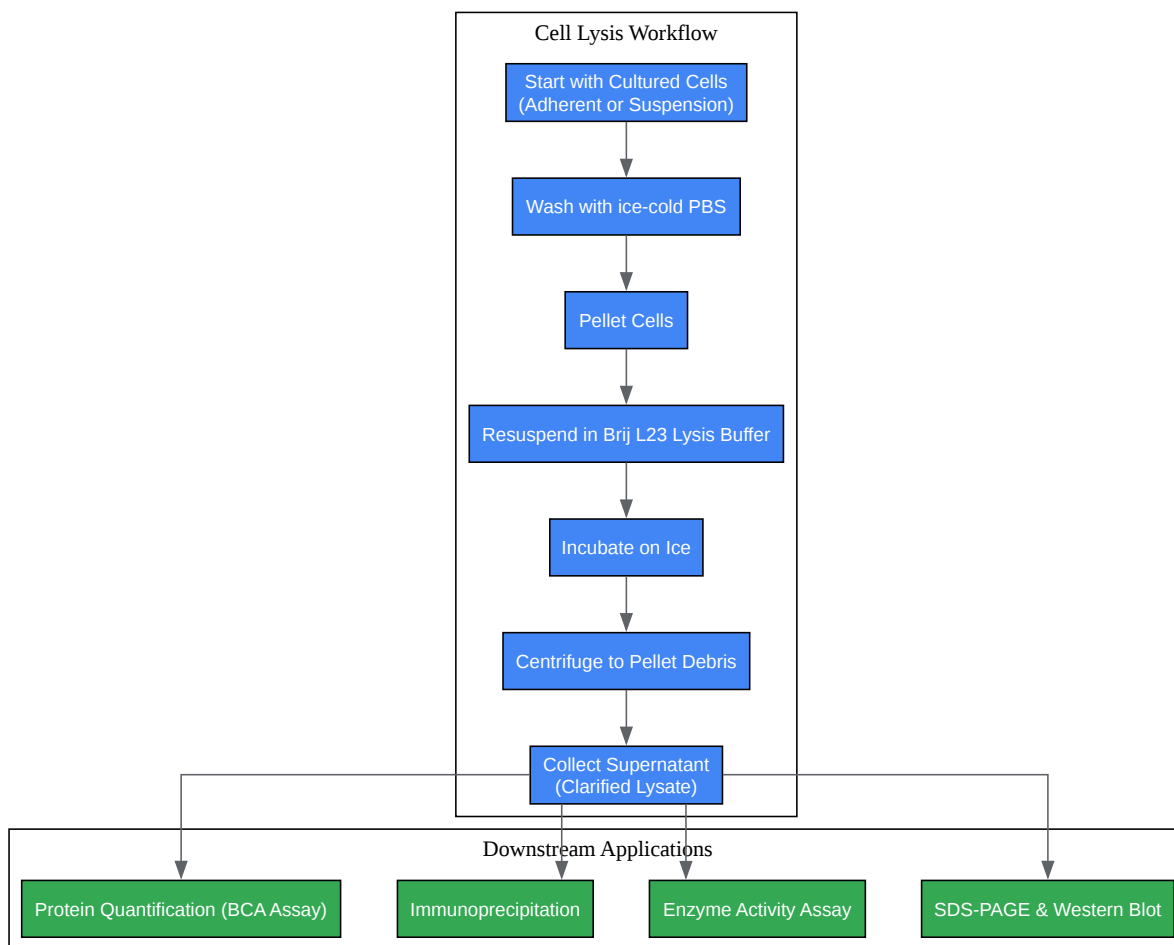 Cell Lysis Workflow
Start with Cultured Cells
(Adherent or Suspension)
Wash with ice-cold PBS
Pellet Cells
Resuspend in Brij L23 Lysis Buffer
Incubate on Ice
Centrifuge to Pellet Debris
Collect Supernatant
(Clarified Lysate)
Downstream Applications
Protein Quantification (BCA Assay)
Immunoprecipitation
Enzyme Activity Assay
SDS-PAGE & Western Blot